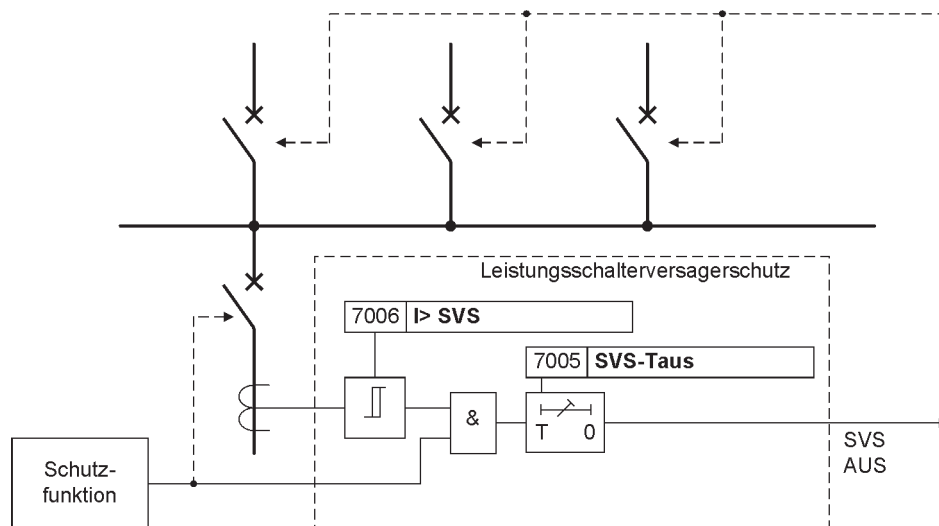 Leistungsschalterversagerschutz
7006 I> SVS
7005 SVS-Taus
&
T 0
SVS
AUS
Schutz-
funktion